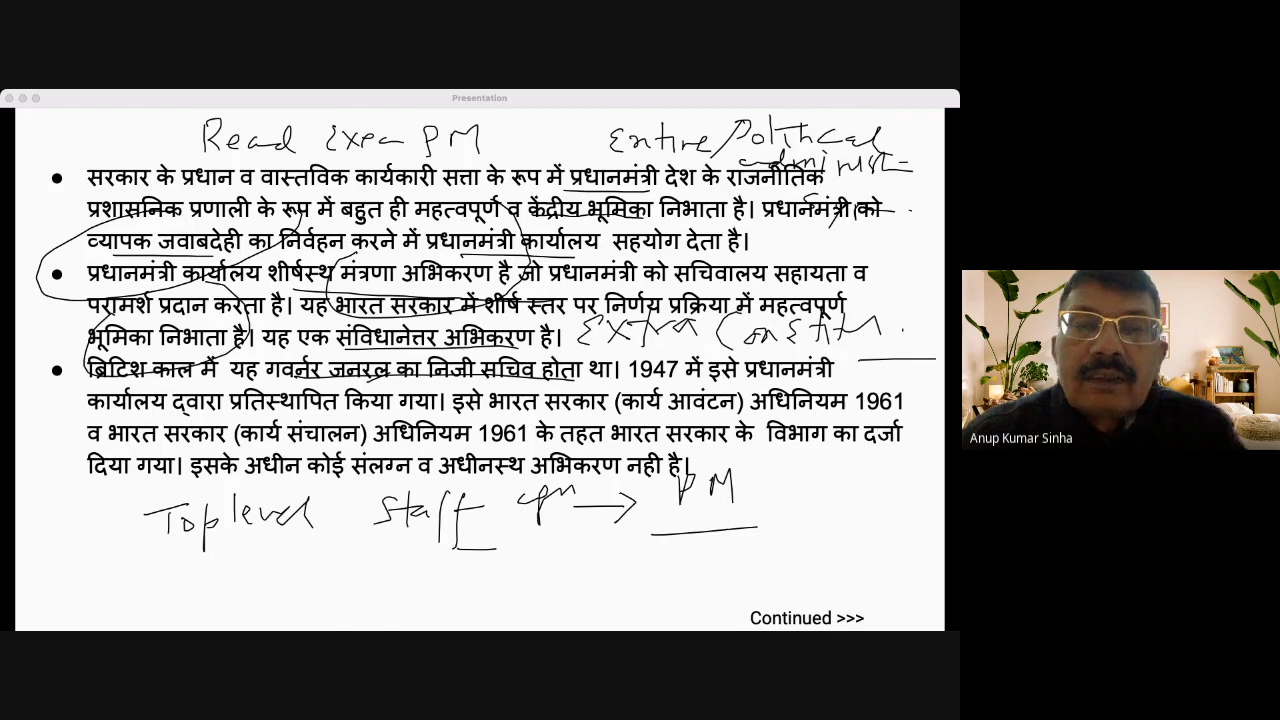 Presentation
Read PM Entire/Political
सरकार के प्रधान व वास्तविक कार्यकारी सत्ता के रूप में प्रधानमंत्री देश के राजनीतिक
प्रशासनिक प्रणाली के रूप में बहुत ही महत्वपूर्ण व केंद्रीय भूमिका निभाता है। प्रधानमंत्री को
व्यापक जवाबदेही का निर्वहन करने में प्रधानमंत्री कार्यालय सहयोग देता है।
प्रधानमंत्री कार्यालय शीर्षस्थ मंत्रणा अभिकरण है जो प्रधानमंत्री को सचिवालय सहायता व
परामर्श प्रदान करता है। यह भारत सरकार में शीर्ष स्तर पर निर्णय प्रक्रिया में महत्वपूर्ण
भूमिका निभाता है। यह एक संविधानेत्तर अभिकरण है। Extra
ब्रिटिश काल में यह गवर्नर जनरल का निजी सचिव होता था। 1947 में इसे प्रधानमंत्री
कार्यालय द्वारा प्रतिस्थापित किया गया। इसे भारत सरकार (कार्य आवंटन) अधिनियम 1961
व भारत सरकार (कार्य संचालन) अधिनियम 1961 के तहत भारत सरकार के विभाग का दर्जा
दिया गया। इसके अधीन कोई संलग्न व अधीनस्थ अभिकरण नही है।
Top level Staff → PM
Continued >>>
Anup Kumar Sinha